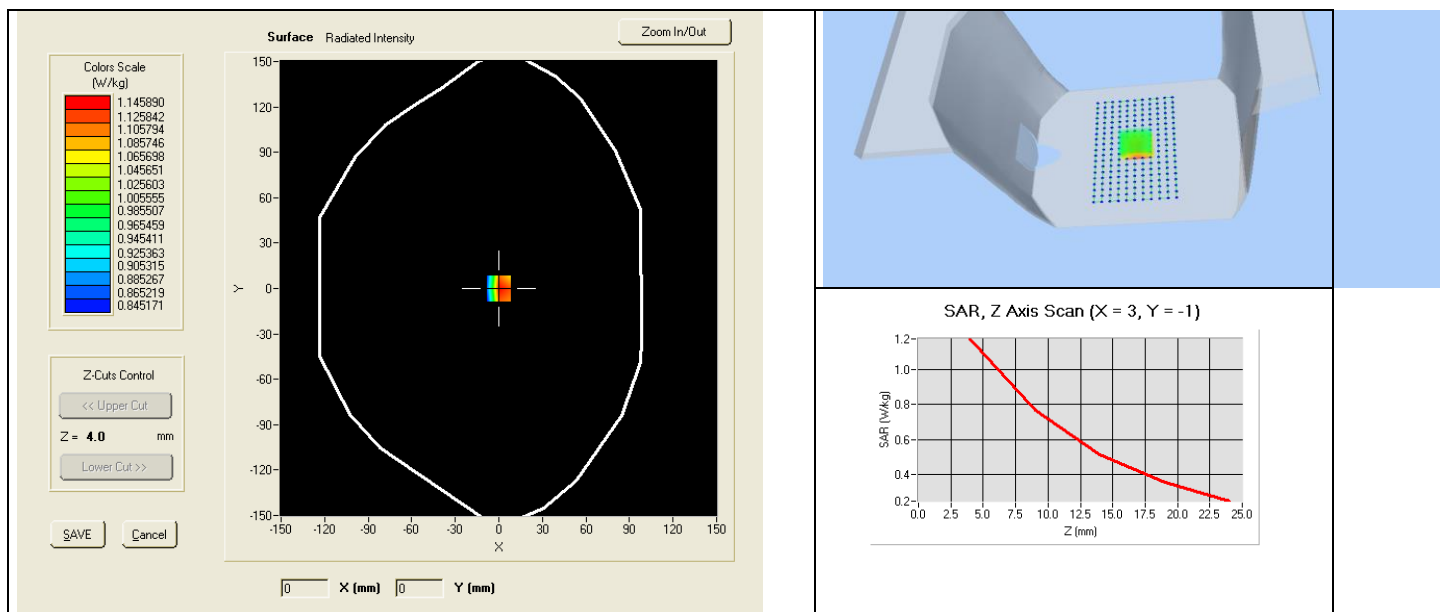 Surface Radiated Intensity
Zoom In/Out
Colors Scale
(W/kg)
1.145890
1.125842
1.105794
1.085746
1.065698
1.045651
1.025603
1.005555
0.985507
0.965459
0.945411
0.925363
0.905315
0.885267
0.865219
0.845171
Z-Cuts Control
<< Upper Cut
Z = 4.0 mm
Lower Cut >>
SAVE Cancel
150-
120-
90-
60-
30-
0-
-30-
-60-
-90-
-120-
-150-
Y
-150 -120 -90 -60 -30 0 30 60 90 120 150
X
0 X (mm) 0 Y (mm)
SAR, Z Axis Scan (X = 3, Y = -1)
SAR (W/kg)
1.2-
1.0-
0.8-
0.6-
0.4-
0.2-
0.0 2.5 5.0 7.5 10.0 12.5 15.0 17.5 20.0 22.5 25.0
Z (mm)